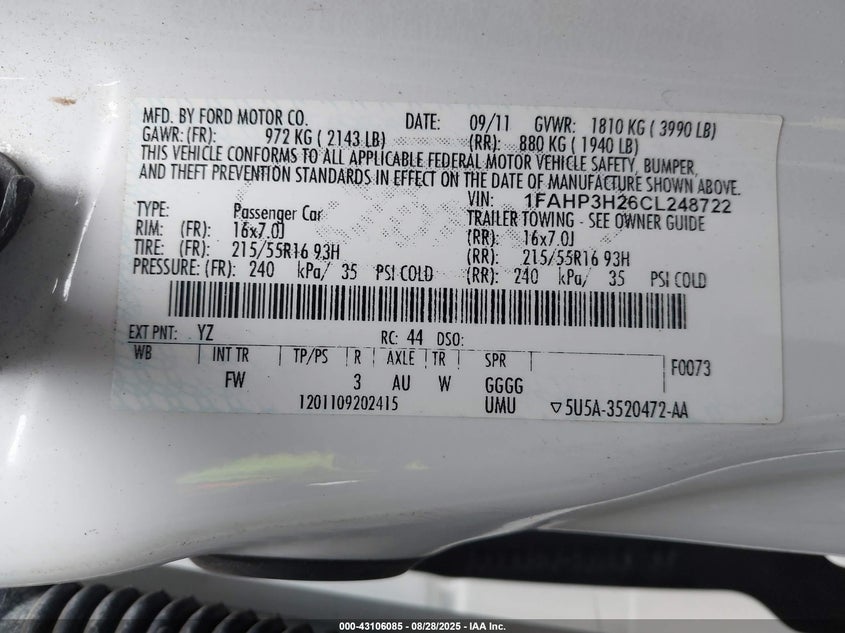 MFD. BY FORD MOTOR CO. DATE: 09/11 GVWR: 1810 KG ( 3990 LB)
GAWR: (FR): 972 KG ( 2143 LB) (RR): 880 KG ( 1940 LB)
THIS VEHICLE CONFORMS TO ALL APPLICABLE FEDERAL MOTOR VEHICLE SAFETY, BUMPER,
AND THEFT PREVENTION STANDARDS IN EFFECT ON THE DATE OF MANUFACTURE SHOWN ABOVE.
VIN: 1FAHP3H26CL248722
TYPE: Passenger Car TRAILER TOWING - SEE OWNER GUIDE
RIM: (FR): 16x7.0J (RR): 16x7.0J
TIRE: (FR): 215/55R16 93H (RR): 215/55R16 93H
PRESSURE: (FR): 240 kPa/ 35 PSI COLD (RR): 240 kPa/ 35 PSI COLD
EXT PNT: YZ RC: 44 DSO:
WB INT TR TP/PS R AXLE TR SPR F0073
FW 3 AU W GGGG
1201109202415 UMU ▽5U5A-3520472-AA
000-43106085 - 08/28/2025 - IAA Inc.